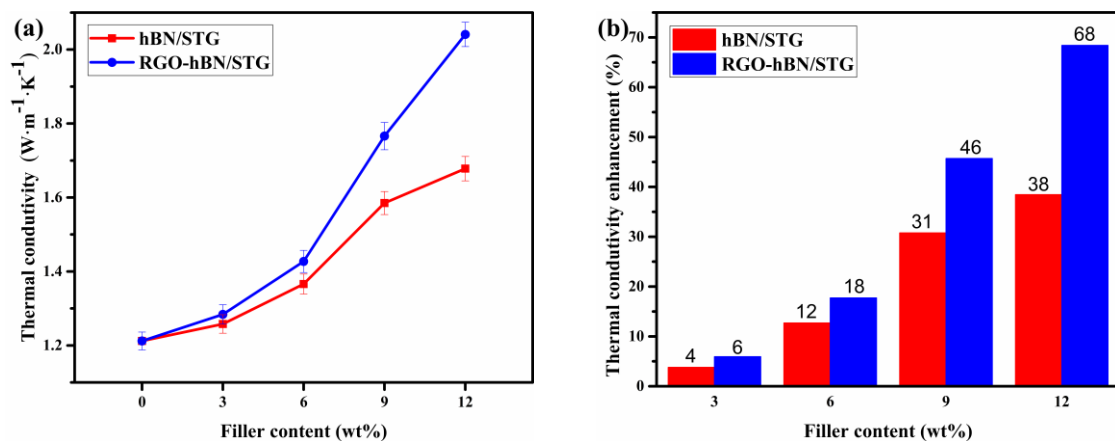 (a)
hBN/STG
RGO-hBN/STG
Thermal condutivity (W·m⁻¹·K⁻¹)
2.0
1.8
1.6
1.4
1.2
0 3 6 9 12
Filler content (wt%)
(b)
hBN/STG
RGO-hBN/STG
Thermal condutivity enhancement (%)
70
60
50
40
30
20
10
0
4 6 12 18 31 46 38 68
3 6 9 12
Filler content (wt%)